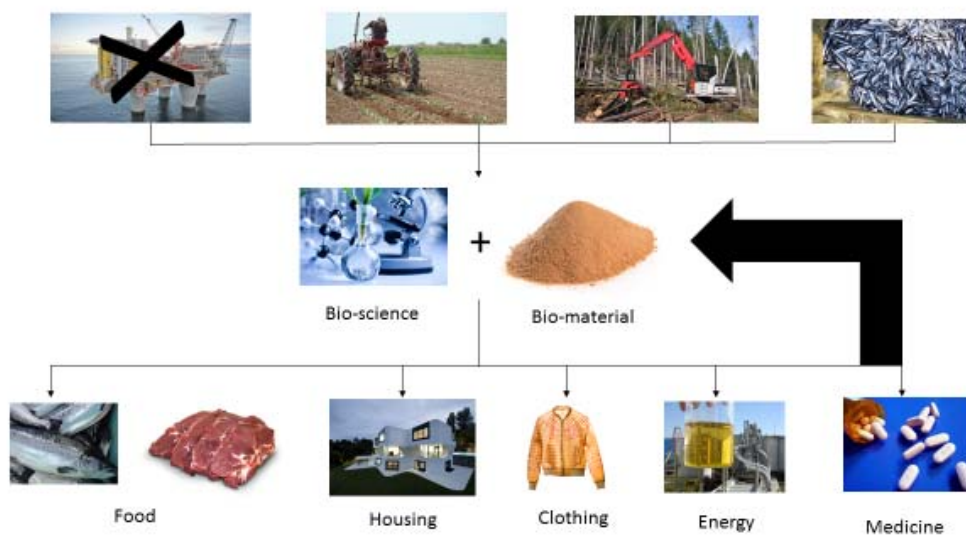 +
Bio-science
Bio-material
Food
Housing
Clothing
Energy
Medicine